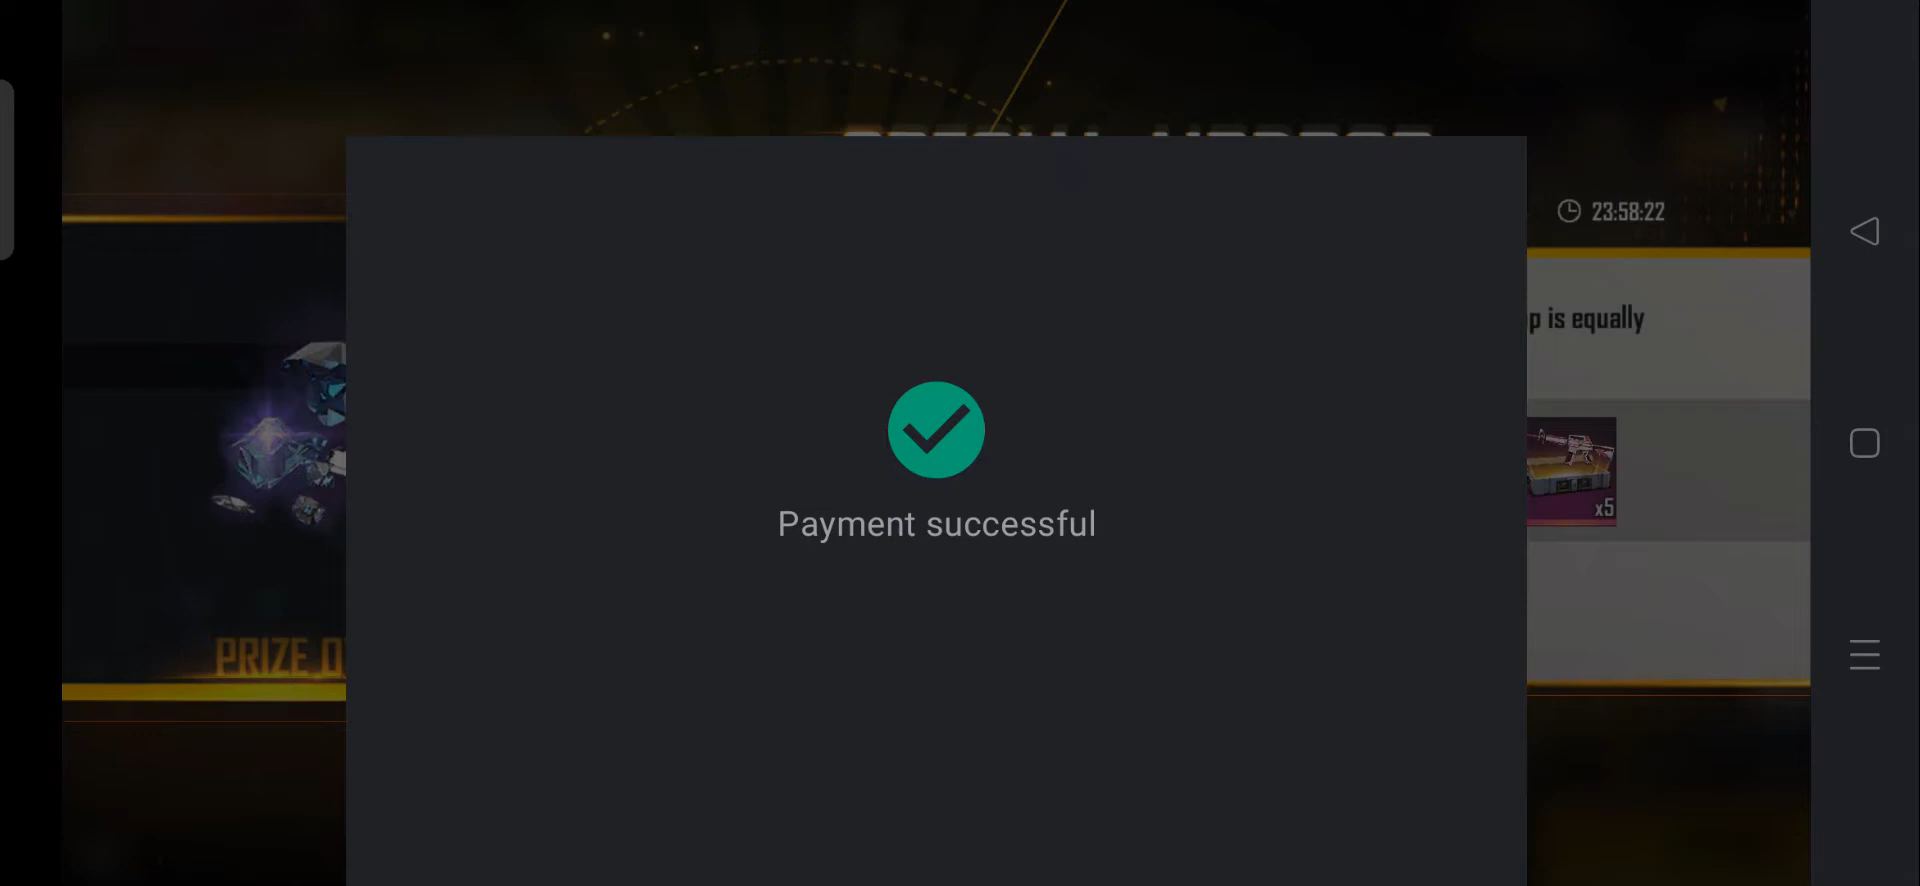 23:58:22
p is equally
x5
Payment successful
PRIZE O